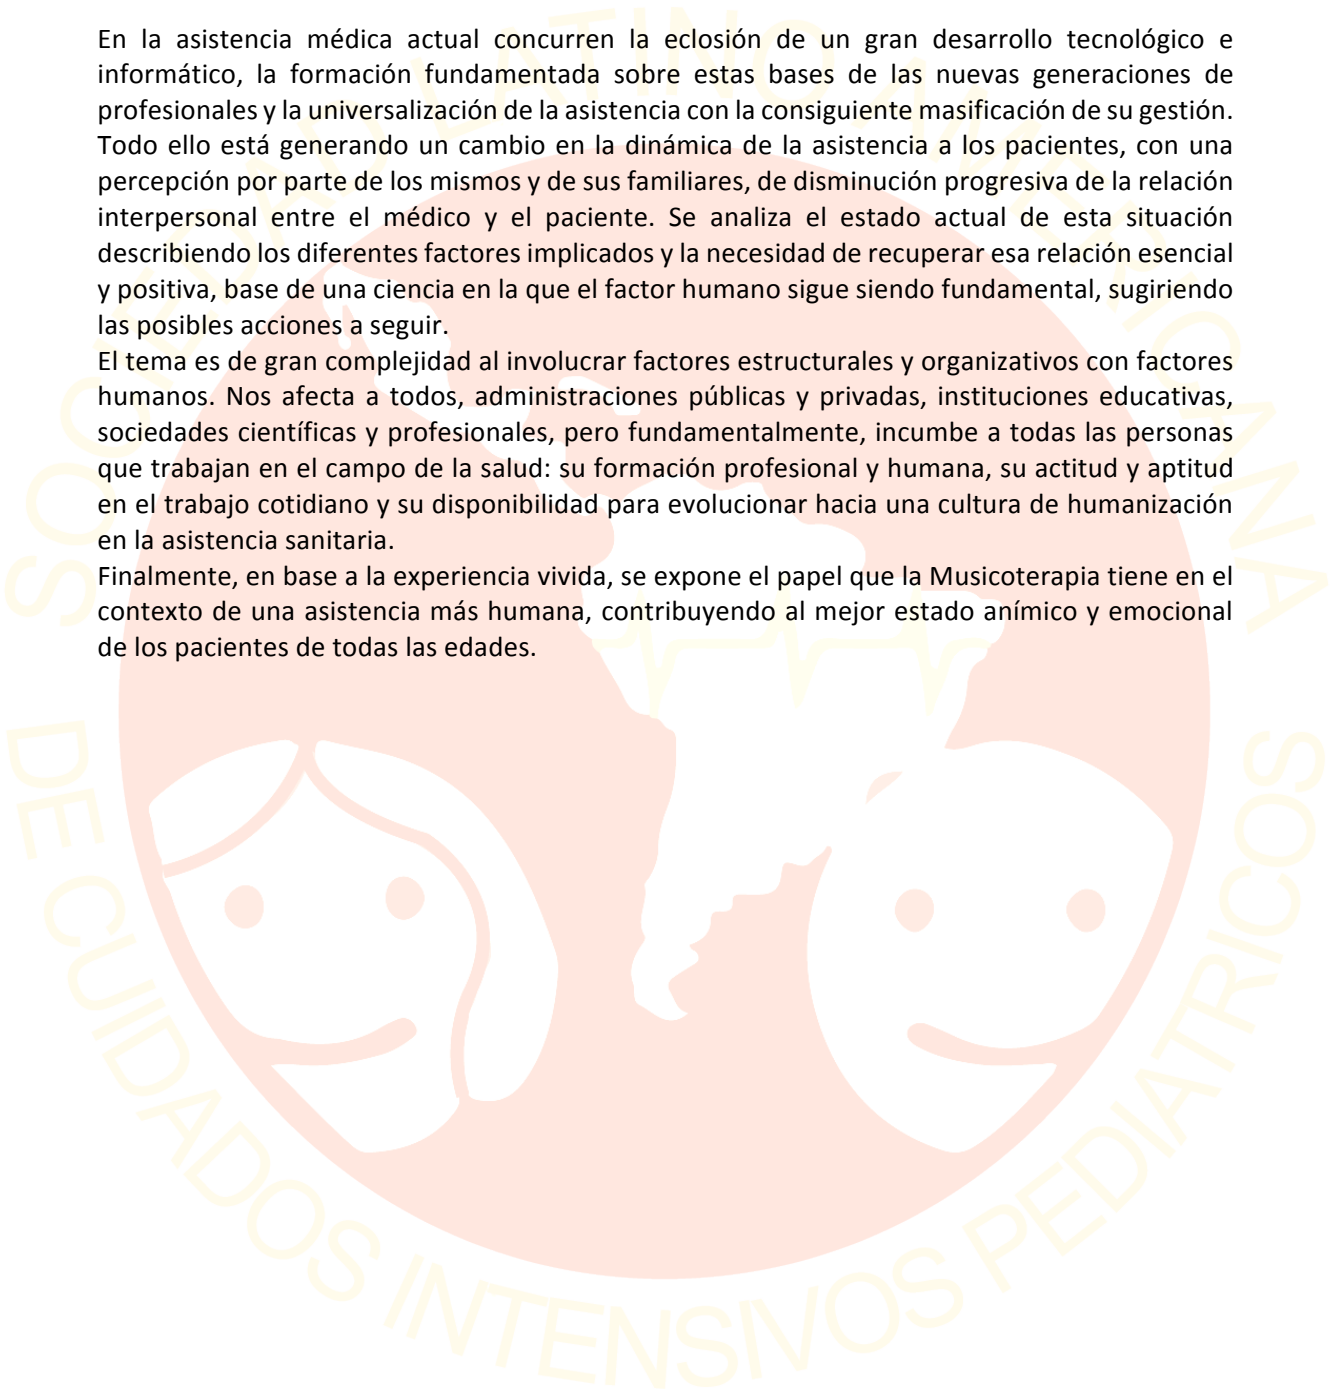 En la asistencia médica actual concurren la eclosión de un gran desarrollo tecnológico e
informático, la formación fundamentada sobre estas bases de las nuevas generaciones de
profesionales y la universalización de la asistencia con la consiguiente masificación de su gestión.
Todo ello está generando un cambio en la dinámica de la asistencia a los pacientes, con una
percepción por parte de los mismos y de sus familiares, de disminución progresiva de la relación
interpersonal entre el médico y el paciente. Se analiza el estado actual de esta situación
describiendo los diferentes factores implicados y la necesidad de recuperar esa relación esencial
y positiva, base de una ciencia en la que el factor humano sigue siendo fundamental, sugiriendo
las posibles acciones a seguir.
El tema es de gran complejidad al involucrar factores estructurales y organizativos con factores
humanos. Nos afecta a todos, administraciones públicas y privadas, instituciones educativas,
sociedades científicas y profesionales, pero fundamentalmente, incumbe a todas las personas
que trabajan en el campo de la salud: su formación profesional y humana, su actitud y aptitud
en el trabajo cotidiano y su disponibilidad para evolucionar hacia una cultura de humanización
en la asistencia sanitaria.
Finalmente, en base a la experiencia vivida, se expone el papel que la Musicoterapia tiene en el
contexto de una asistencia más humana, contribuyendo al mejor estado anímico y emocional
de los pacientes de todas las edades.
SOCIEDAD LATINO AMERICANA
DE CUIDADOS INTENSIVOS PEDIATRICOS